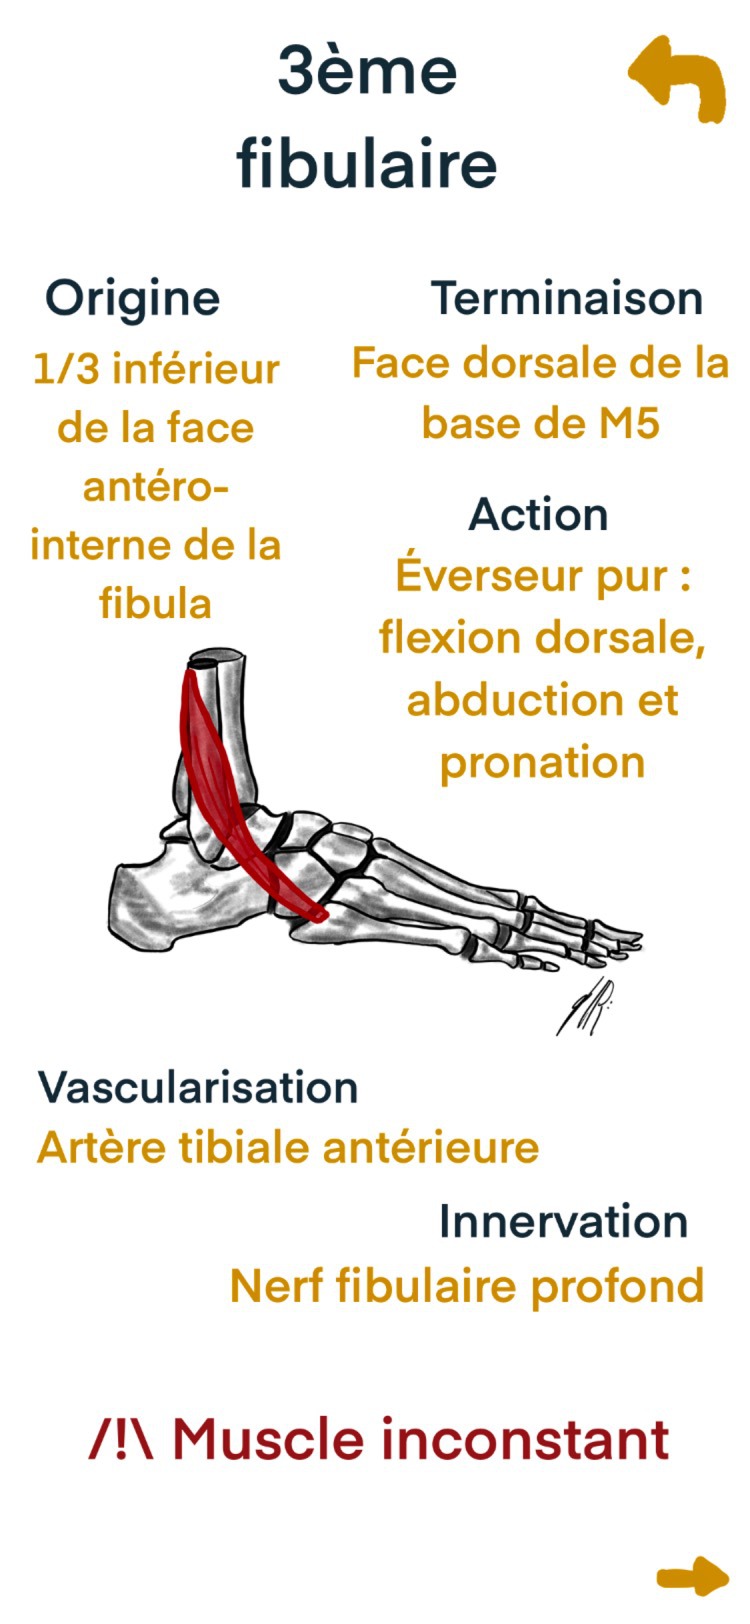 3ème
fibulaire
Origine
1/3 inférieur
de la face
antéro-
interne de la
fibula
Terminaison
Face dorsale de la
base de M5
Action
Éverseur pur :
flexion dorsale,
abduction et
pronation
Vascularisation
Artère tibiale antérieure
Innervation
Nerf fibulaire profond
/!\ Muscle inconstant